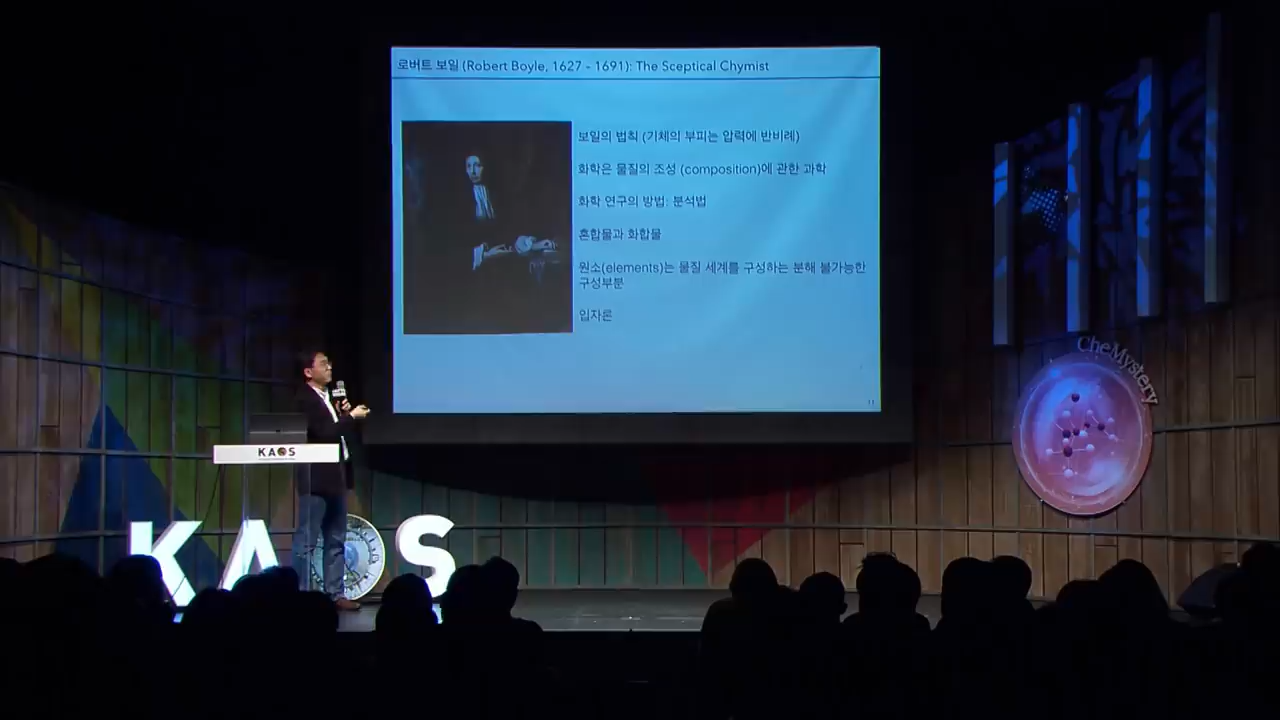 로버트 보일 (Robert Boyle, 1627 - 1691): The Sceptical Chymist
보일의 법칙 (기체의 부피는 압력에 반비례)
화학은 물질의 조성 (composition)에 관한 과학
화학 연구의 방법: 분석법
혼합물과 화합물
원소(elements)는 물질 세계를 구성하는 분해 불가능한
구성부분
입자론
11
CheMystery
KAOS
KAOS